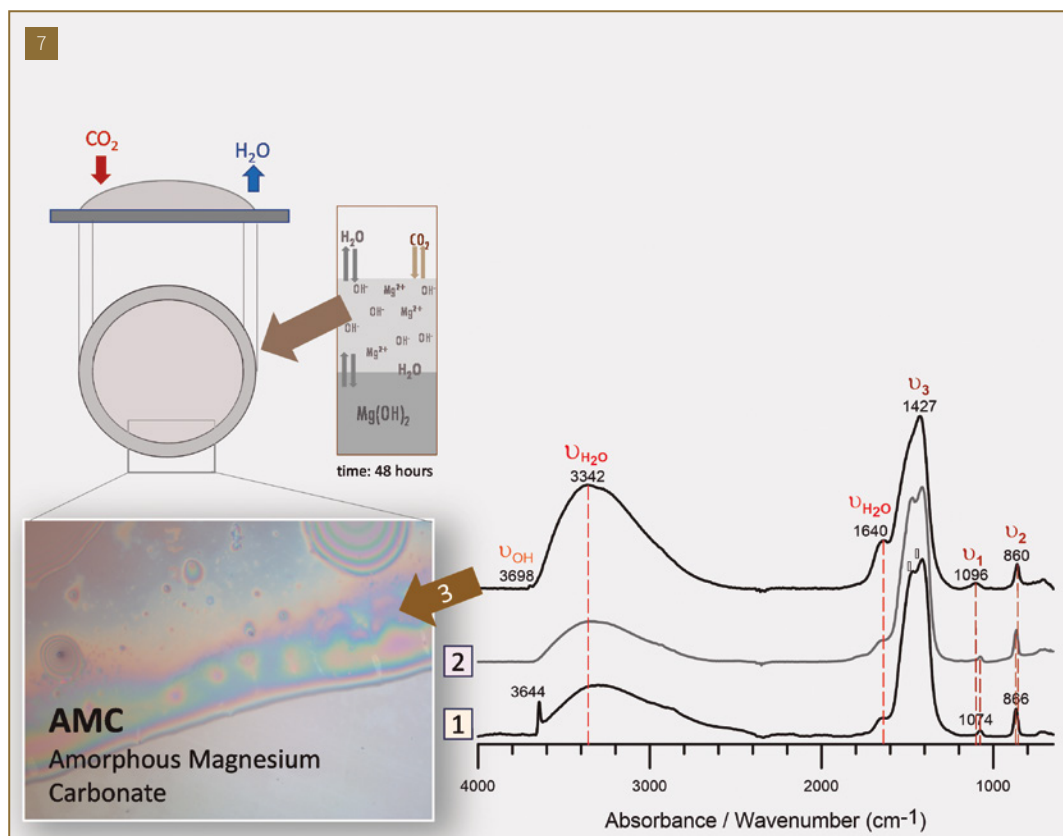 7
CO₂
H₂O
H₂O
CO₂
OH⁻ Mg²⁺ OH⁻
OH⁻ Mg²⁺
OH⁻ OH⁻ OH⁻
Mg²⁺
H₂O
Mg(OH)₂
time: 48 hours
AMC
Amorphous Magnesium
Carbonate
3
2
1
υ₃
1427
υH₂O
3342
υH₂O
1640
υOH
3698
υ₁
1096
υ₂
860
3644
1074
866
4000
3000
2000
1000
Absorbance / Wavenumber (cm⁻¹)